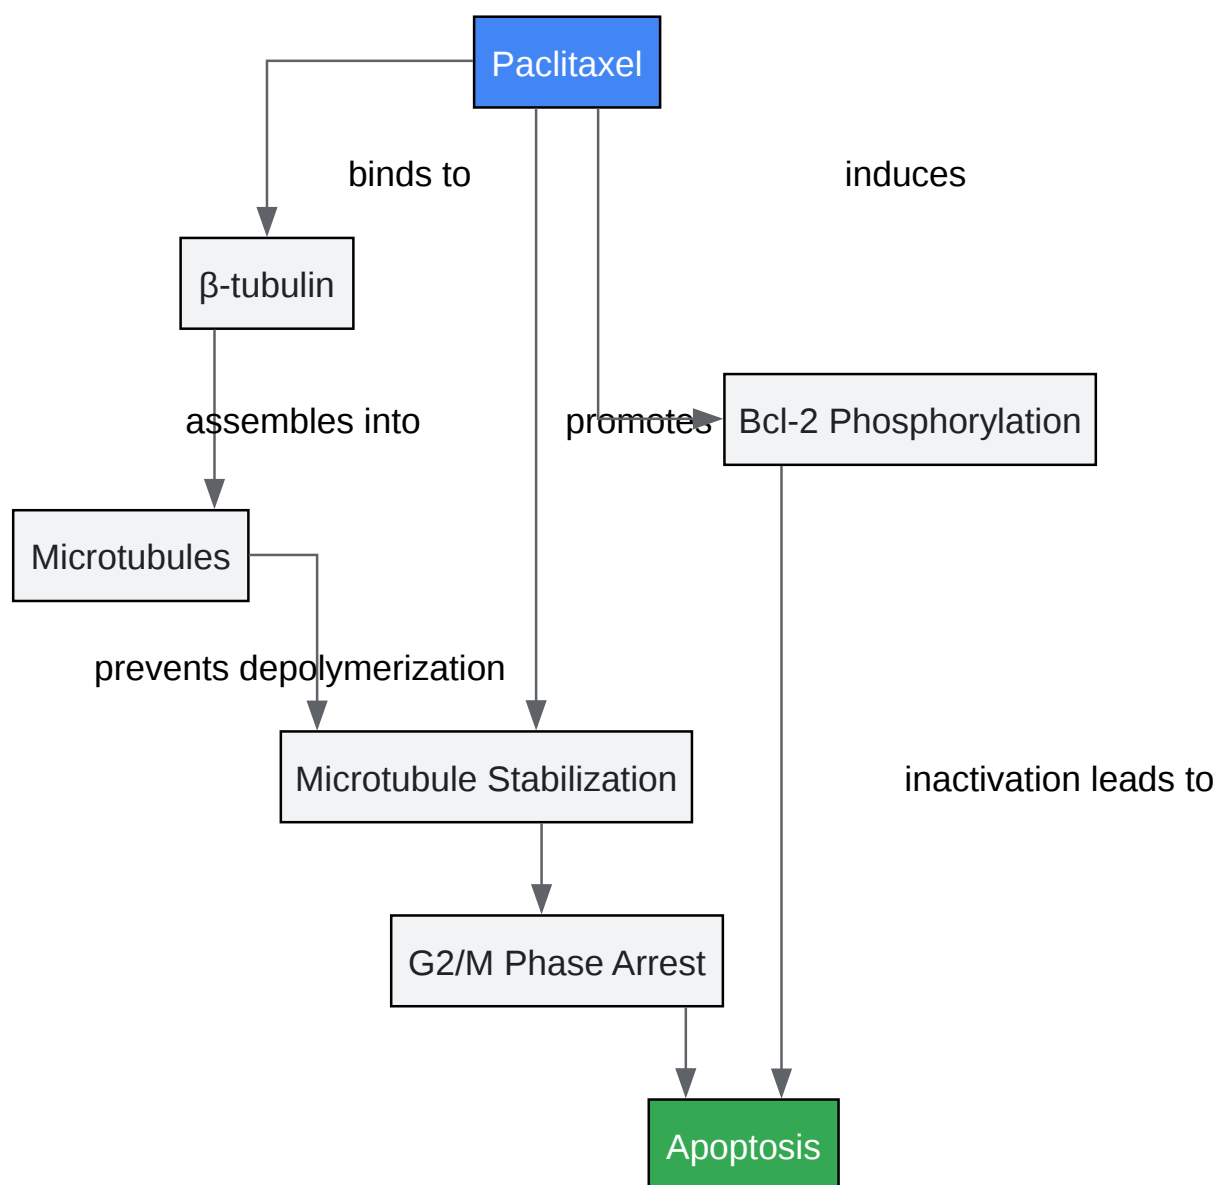 Paclitaxel
binds to
induces
β-tubulin
assembles into
promotes
Bcl-2 Phosphorylation
Microtubules
prevents depolymerization
Microtubule Stabilization
inactivation leads to
G2/M Phase Arrest
Apoptosis